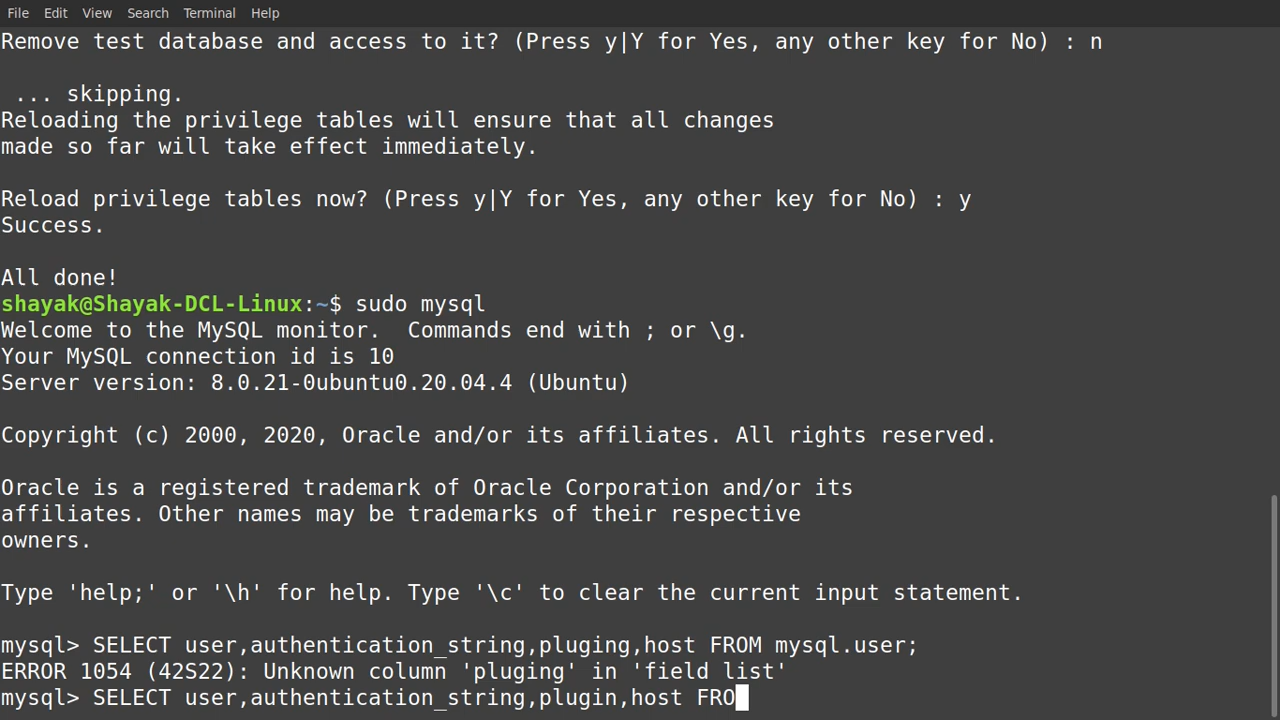 File Edit View Search Terminal Help
Remove test database and access to it? (Press y|Y for Yes, any other key for No) : n
... skipping.
Reloading the privilege tables will ensure that all changes
made so far will take effect immediately.
Reload privilege tables now? (Press y|Y for Yes, any other key for No) : y
Success.
All done!
shayak@Shayak-DCL-Linux:~$ sudo mysql
Welcome to the MySQL monitor.  Commands end with ; or \g.
Your MySQL connection id is 10
Server version: 8.0.21-0ubuntu0.20.04.4 (Ubuntu)
Copyright (c) 2000, 2020, Oracle and/or its affiliates. All rights reserved.
Oracle is a registered trademark of Oracle Corporation and/or its
affiliates. Other names may be trademarks of their respective
owners.
Type 'help;' or '\h' for help. Type '\c' to clear the current input statement.
mysql> SELECT user,authentication_string,pluging,host FROM mysql.user;
ERROR 1054 (42S22): Unknown column 'pluging' in 'field list'
mysql> SELECT user,authentication_string,plugin,host FRO